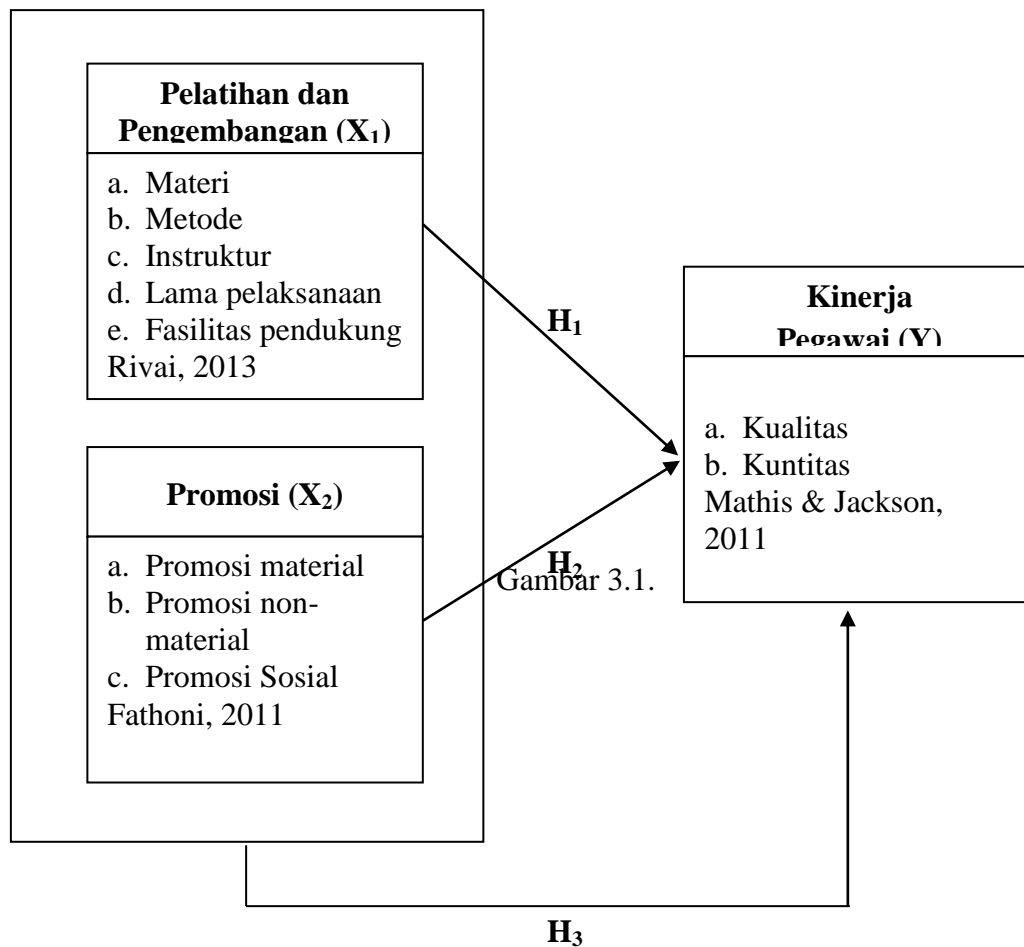 Pelatihan dan
Pengembangan (X₁)
a. Materi
b. Metode
c. Instruktur
d. Lama pelaksanaan
e. Fasilitas pendukung
Rivai, 2013
H₁
Kinerja
Pegawai (Y)
a. Kualitas
b. Kuntitas
Mathis & Jackson,
2011
Promosi (X₂)
a. Promosi material
b. Promosi non-
material
c. Promosi Sosial
Fathoni, 2011
H₂
Gambar 3.1.
H₃